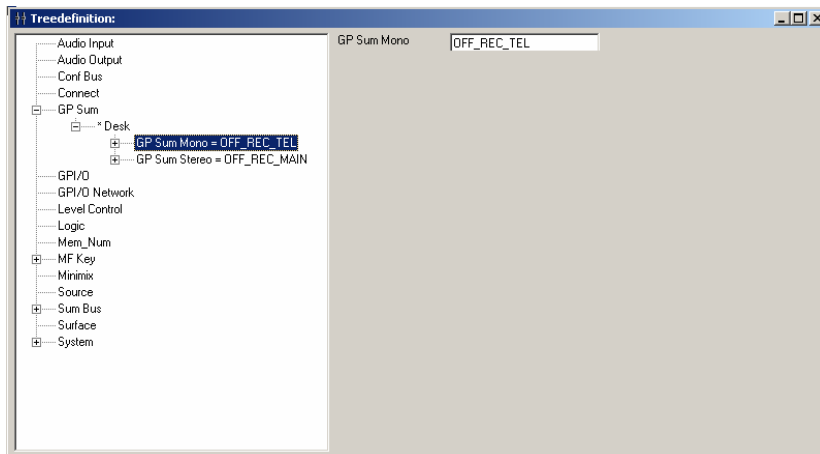 Treedefinition:
Audio Input
Audio Output
Conf Bus
Connect
GP Sum
* Desk
GP Sum Mono = OFF_REC_TEL
GP Sum Stereo = OFF_REC_MAIN
GPI/O
GPI/O Network
Level Control
Logic
Mem_Num
MF Key
Minimix
Source
Sum Bus
Surface
System
GP Sum Mono OFF_REC_TEL